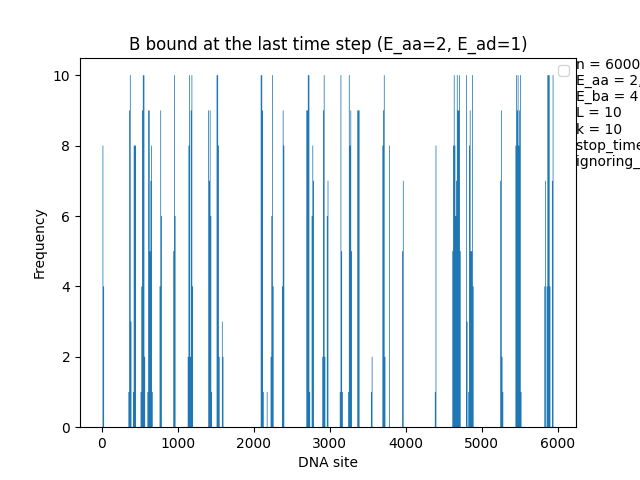 B bound at the last time step (E_aa=2, E_ad=1)
n = 6000
E_aa = 2,
E_ba = 4
L = 10
k = 10
stop_time
ignoring_
10
8
6
4
2
0
Frequency
0 1000 2000 3000 4000 5000 6000
DNA site